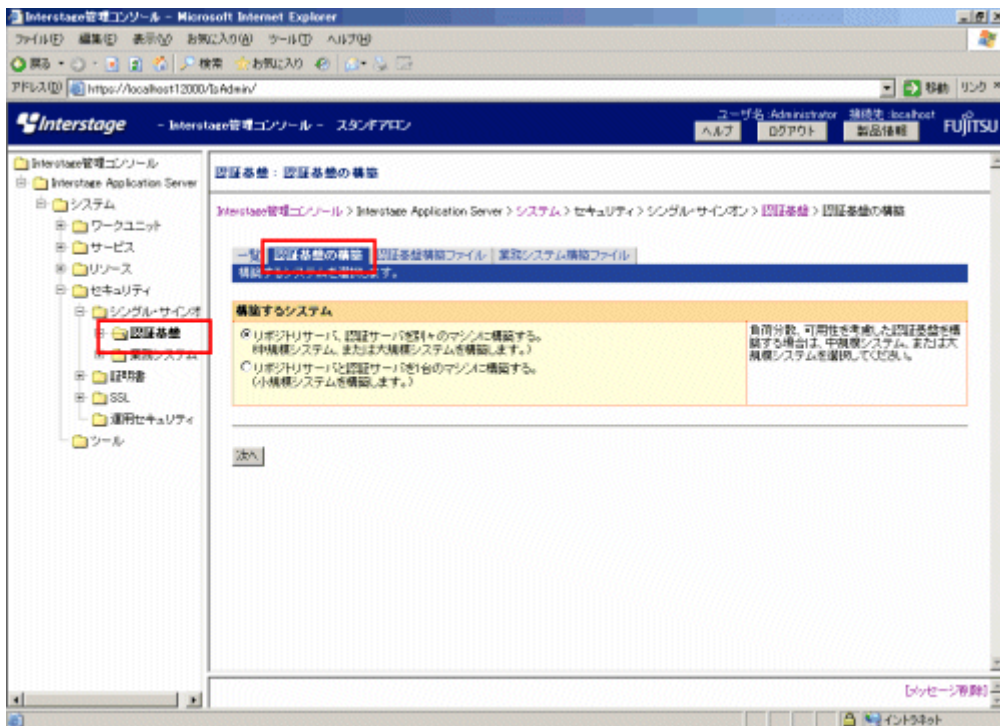 Interstage管理コンソール - Microsoft Internet Explorer
ファイル(F) 編集(E) 表示(V) お気に入り(A) ツール(T) ヘルプ(H)
戻る 検索 お気に入り
アドレス(D) https://localhost:12000/IsAdmin/ 移動 リンク
Interstage - Interstage管理コンソール - スタンドアロン
ユーザ名:Administrator 接続先:localhost
ヘルプ ログアウト 製品情報 FUJITSU
Interstage管理コンソール
Interstage Application Server
システム
ワークユニット
サービス
リソース
セキュリティ
シングル・サインオ
認証基盤
業務システム
証明書
SSL
運用セキュリティ
ツール
認証基盤 : 認証基盤の構築
Interstage管理コンソール > Interstage Application Server > システム > セキュリティ > シングル・サインオン > 認証基盤 > 認証基盤の構築
一覧 認証基盤の構築 認証基盤構築ファイル 業務システム構築ファイル
構築するシステムを選択します。
構築するシステム
リポジトリサーバ、認証サーバを別々のマシンに構築する。
(中規模システム、または大規模システムを構築します。)
リポジトリサーバと認証サーバを1台のマシンに構築する。
(小規模システムを構築します。)
負荷分散、可用性を考慮した認証基盤を構
築する場合は、中規模システム、または大
規模システムを選択してください。
次へ
[メッセージ削除]
イントラネット